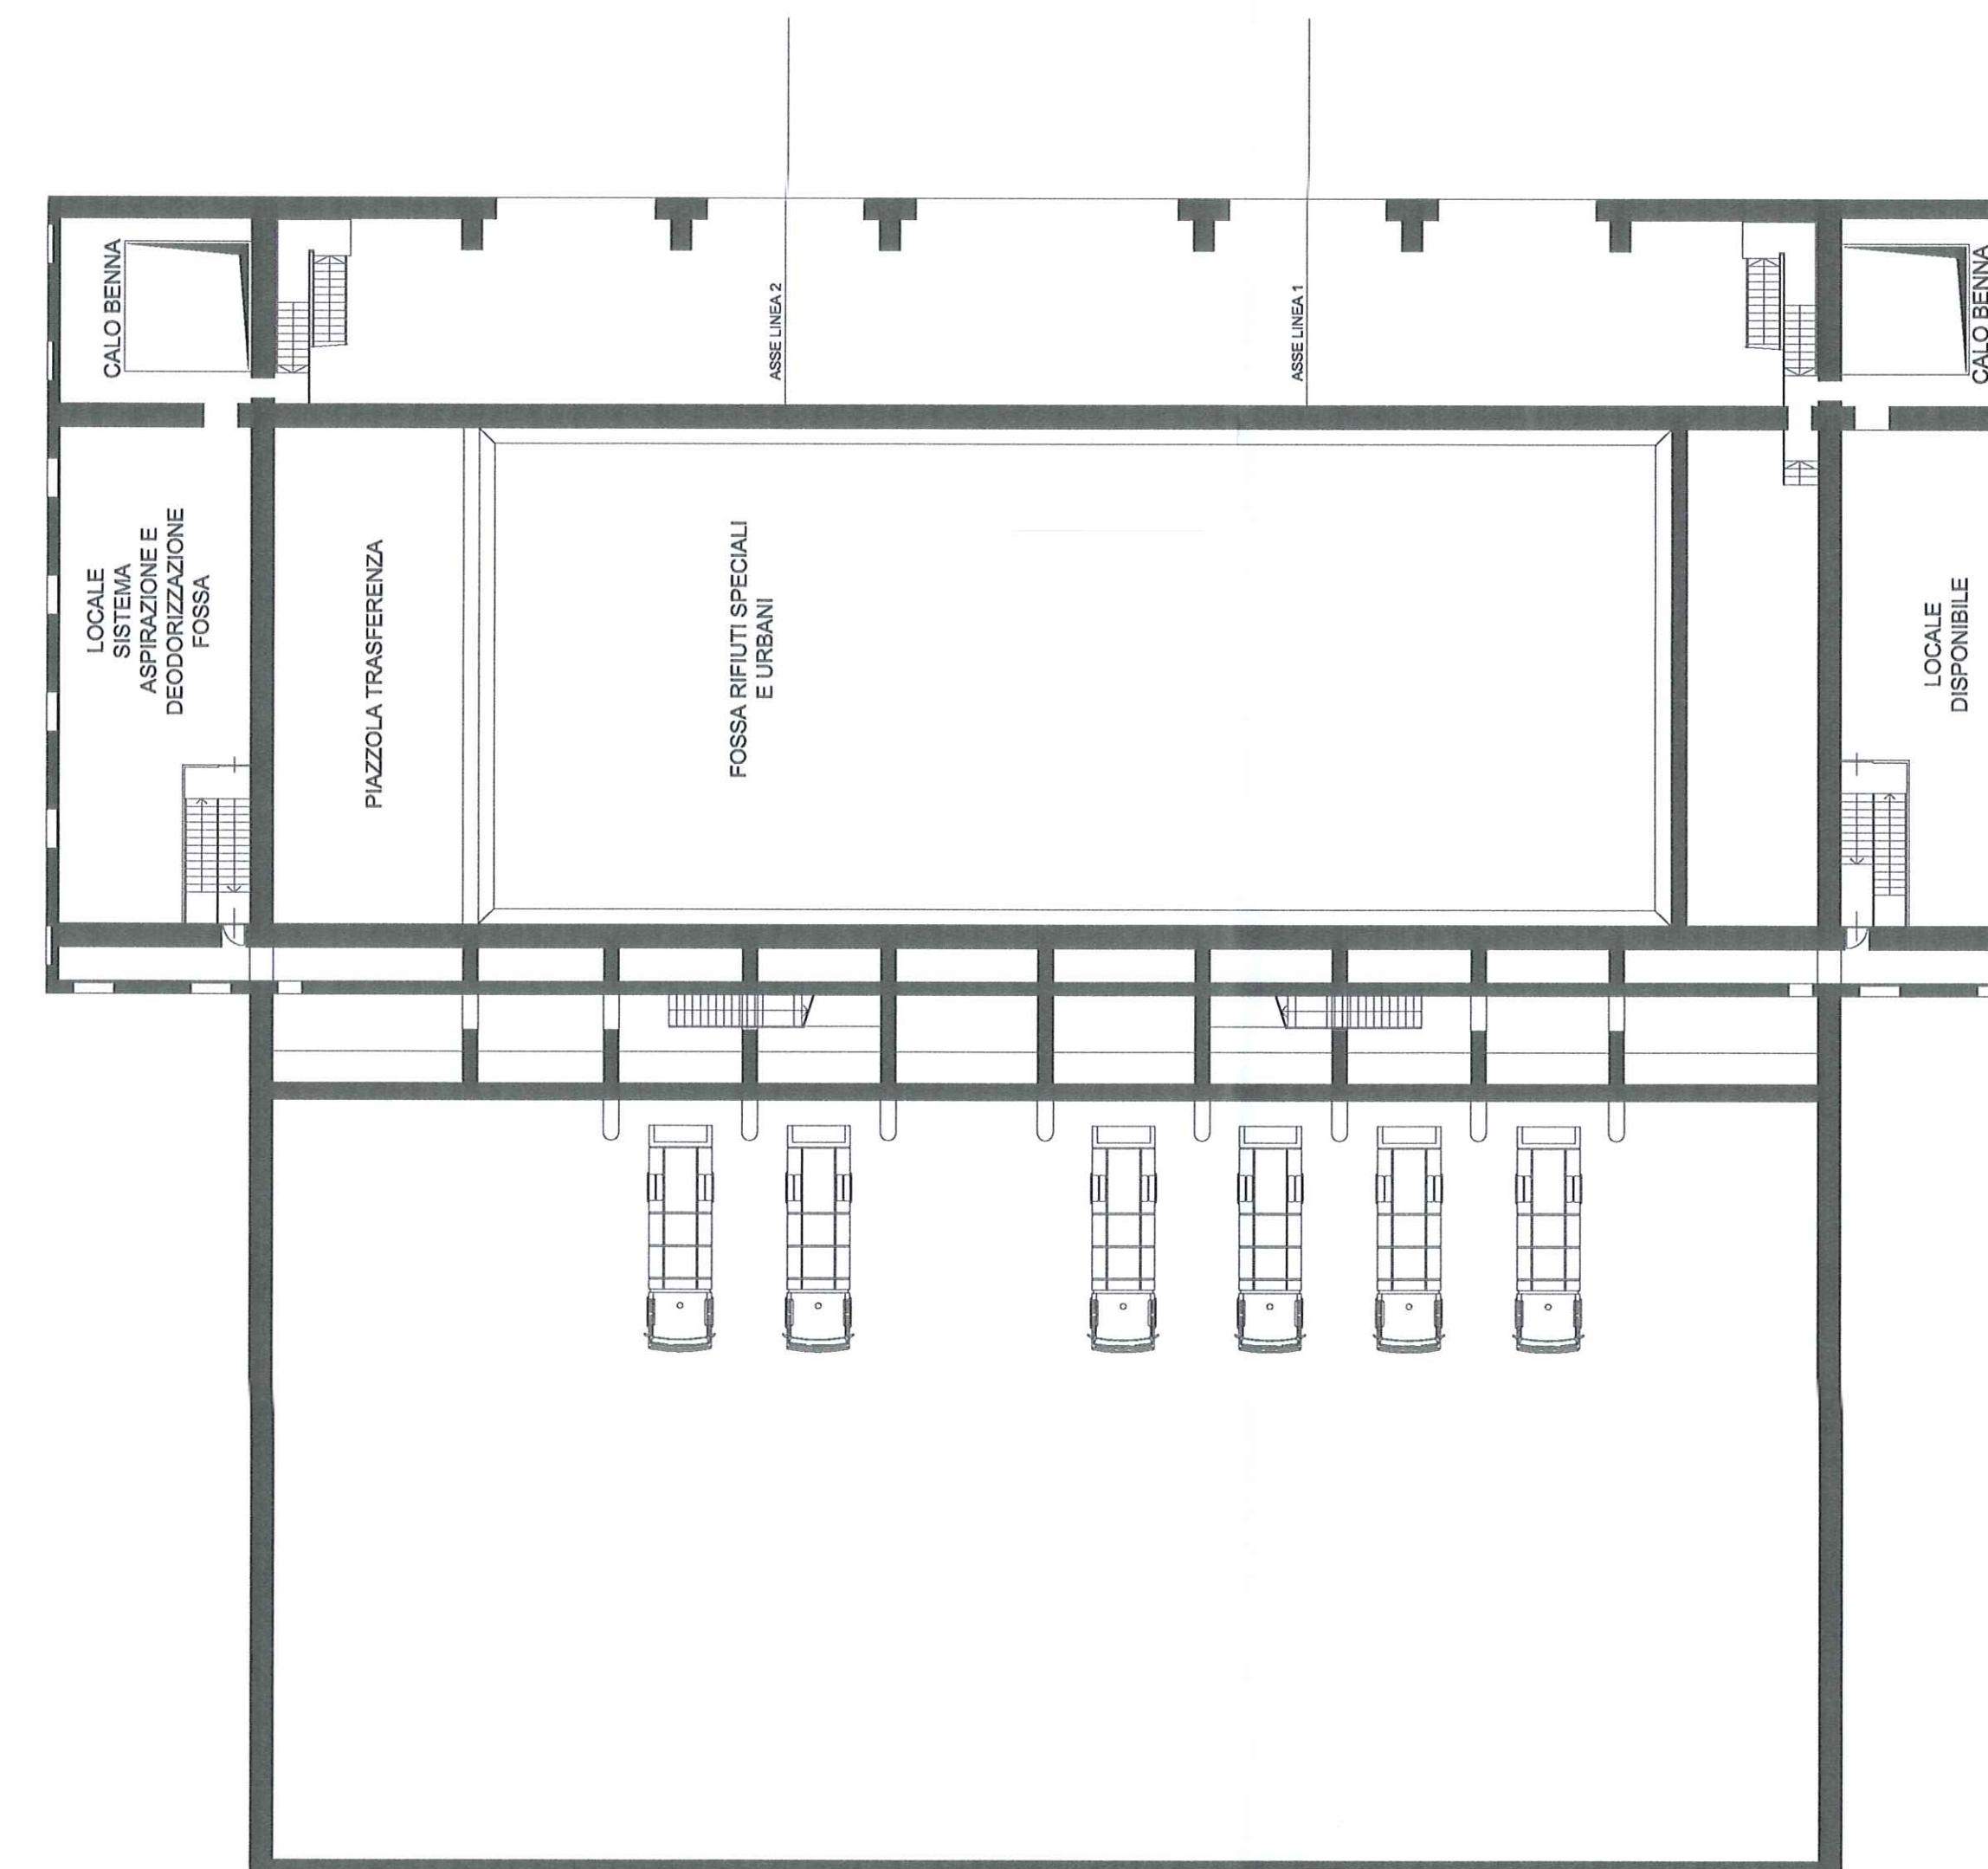 CALO BENNA
ASSE LINEA 2
ASSE LINEA 1
CALO BENNA
LOCALE
SISTEMA
ASPIRAZIONE E
DEODORIZZAZIONE
FOSSA
PIAZZOLA TRASFERENZA
FOSSA RIFIUTI SPECIALI
E URBANI
LOCALE
DISPONIBILE